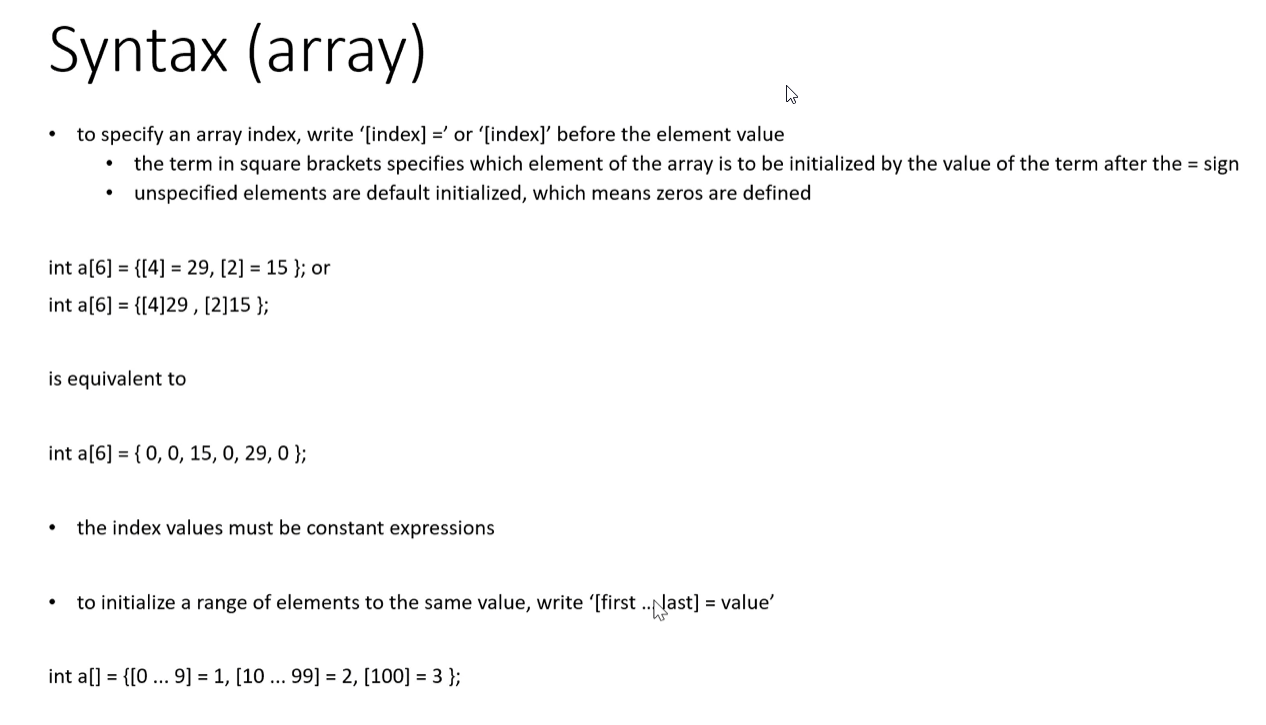 Syntax (array)
• to specify an array index, write ‘[index] =’ or ‘[index]’ before the element value
• the term in square brackets specifies which element of the array is to be initialized by the value of the term after the = sign
• unspecified elements are default initialized, which means zeros are defined
int a[6] = {[4] = 29, [2] = 15 }; or
int a[6] = {[4]29 , [2]15 };
is equivalent to
int a[6] = { 0, 0, 15, 0, 29, 0 };
• the index values must be constant expressions
• to initialize a range of elements to the same value, write ‘[first ... last] = value’
int a[] = {[0 ... 9] = 1, [10 ... 99] = 2, [100] = 3 };